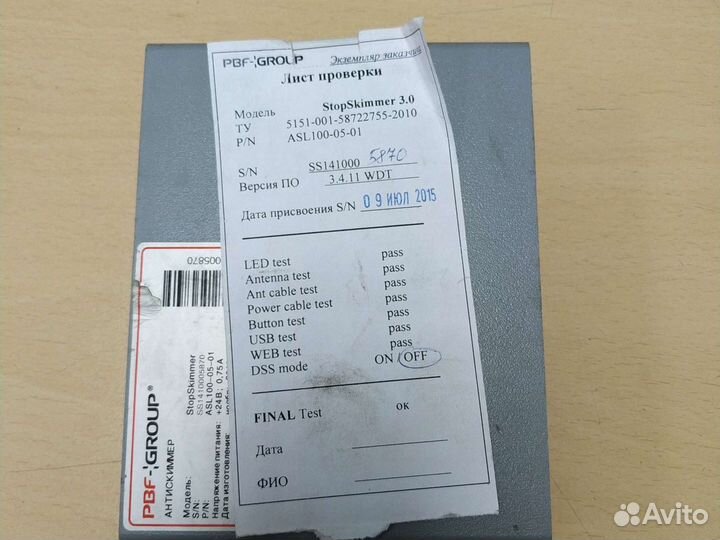 PBF-GROUP Экземпляр заказчика
Лист проверки
Модель StopSkimmer 3.0
ТУ 5151-001-58722755-2010
P/N ASL100-05-01
S/N SS141000 5870
Версия ПО 3.4.11 WDT
Дата присвоения S/N 09 ИЮЛ 2015
LED test pass
Antenna test pass
Ant cable test pass
Power cable test pass
Button test pass
USB test pass
WEB test pass
DSS mode ON / OFF
FINAL Test ок
Дата
ФИО
PBF-GROUP®
АНТИСКИММЕР
Модель: StopSkimmer
S/N: SS1410005870
P/N: ASL100-05-01
Напряжение питания: +24В; 0,75А
Дата изготовления:
005870
Avito